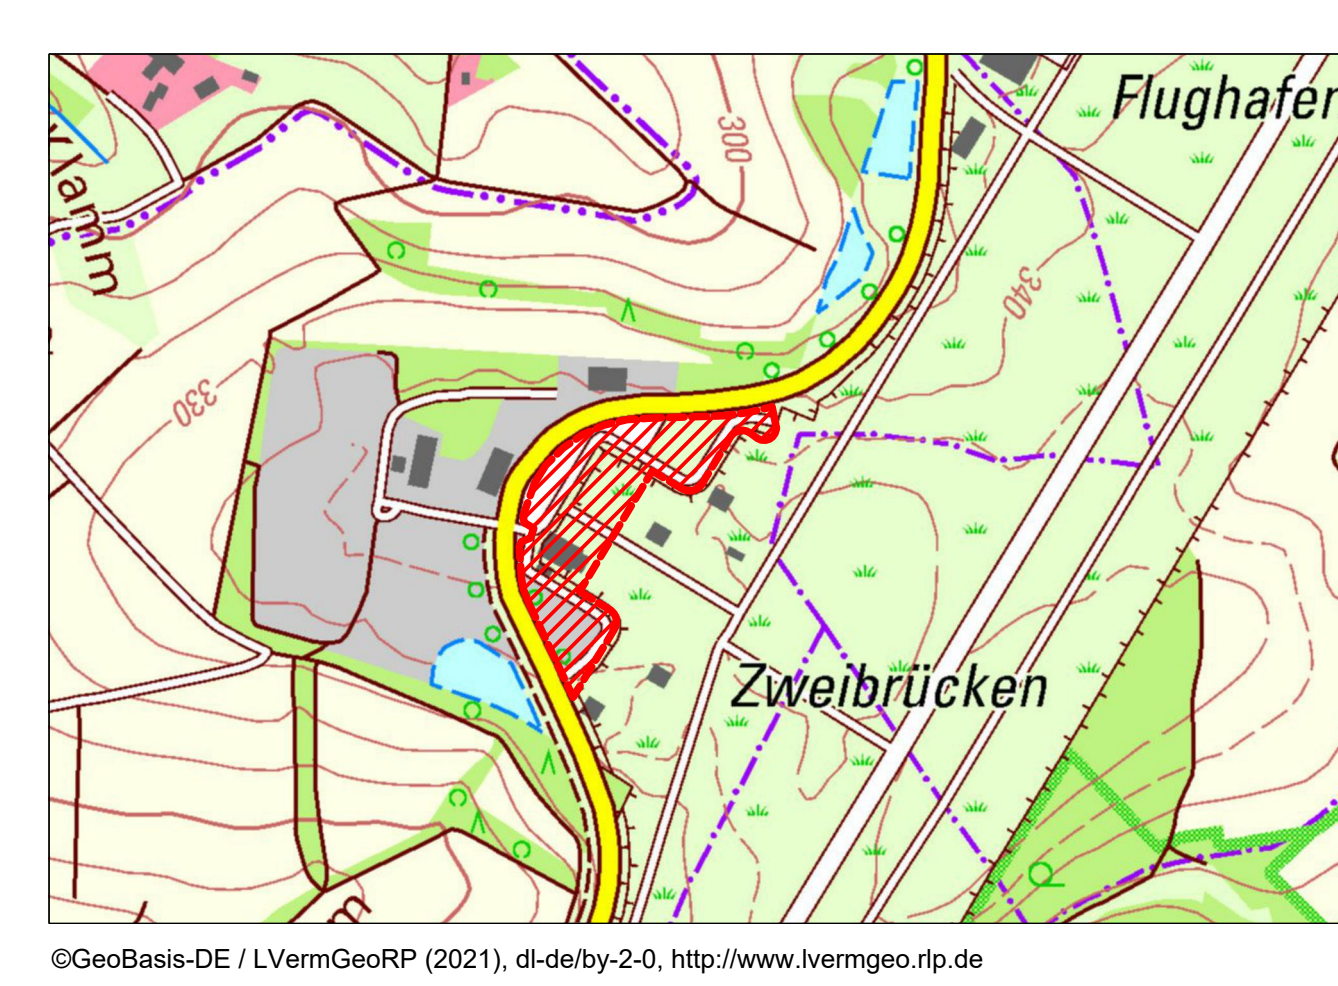 Flughafen
300
Klamm
340
330
Zweibrücken
m
©GeoBasis-DE / LVermGeoRP (2021), dl-de/by-2-0, http://www.lvermgeo.rlp.de